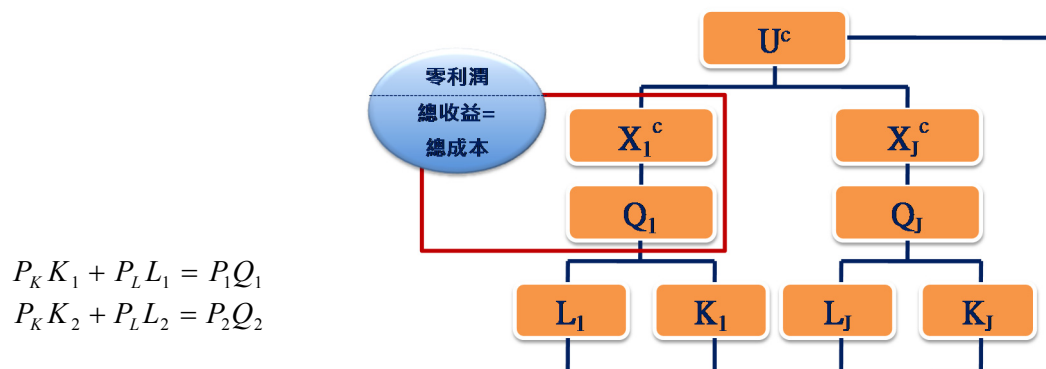 U^c
零利潤
總收益=
總成本
X_1^c
X_J^c
Q_1
Q_J
P_K K_1 + P_L L_1 = P_1 Q_1
P_K K_2 + P_L L_2 = P_2 Q_2
L_1
K_1
L_J
K_J